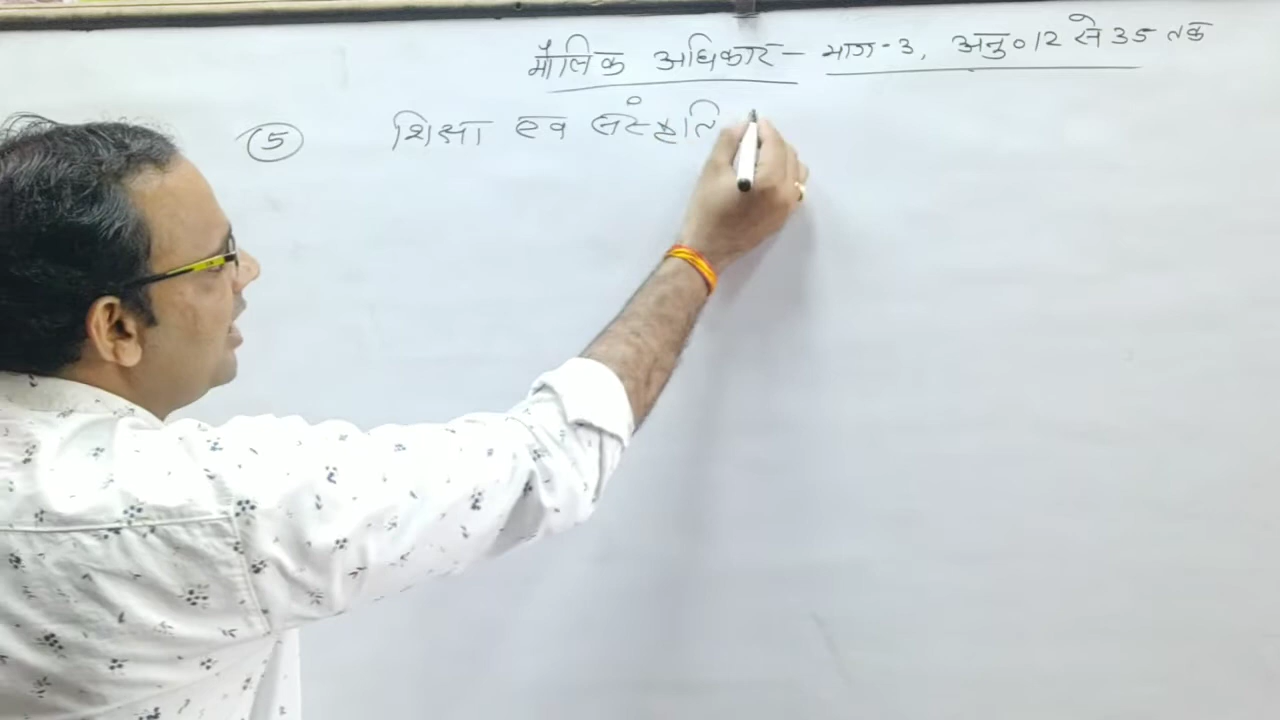 मौलिक अधिकार - भाग - 3, अनु० 12 से 35 तक
5 शिक्षा एवं संस्कृति